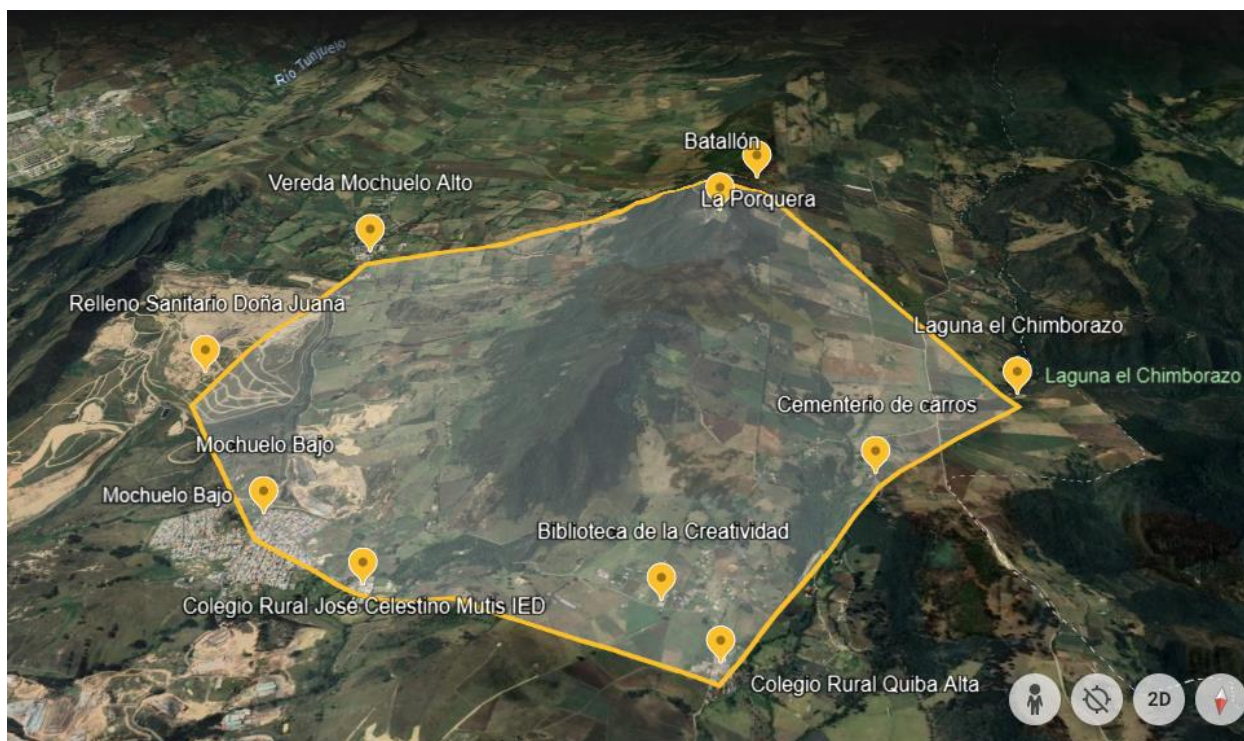 Río Tunjuelo
Batallón
Vereda Mochuelo Alto
La Porquera
Relleno Sanitario Doña Juana
Laguna el Chimborazo
Laguna el Chimborazo
Cementerio de carros
Mochuelo Bajo
Mochuelo Bajo
Biblioteca de la Creatividad
Colegio Rural José Celestino Mutis IED
Colegio Rural Quiba Alta
2D